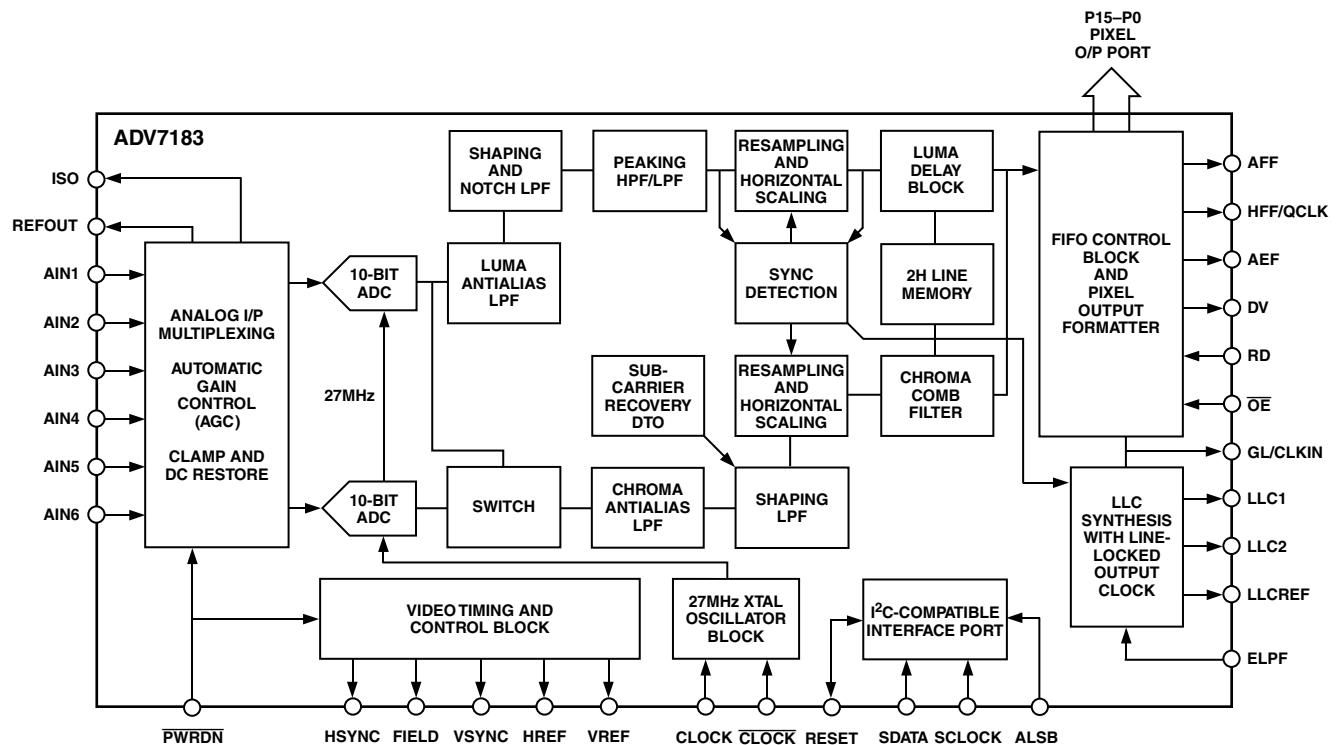 P15–P0
PIXEL
O/P PORT
ADV7183
ISO
REFOUT
AIN1
AIN2
AIN3
AIN4
AIN5
AIN6
ANALOG I/P
MULTIPLEXING
AUTOMATIC
GAIN
CONTROL
(AGC)
CLAMP AND
DC RESTORE
10-BIT
ADC
27MHz
10-BIT
ADC
SHAPING
AND
NOTCH LPF
LUMA
ANTIALIAS
LPF
PEAKING
HPF/LPF
RESAMPLING
AND
HORIZONTAL
SCALING
LUMA
DELAY
BLOCK
SYNC
DETECTION
2H LINE
MEMORY
SUB-
CARRIER
RECOVERY
DTO
RESAMPLING
AND
HORIZONTAL
SCALING
CHROMA
COMB
FILTER
SWITCH
CHROMA
ANTIALIAS
LPF
SHAPING
LPF
FIFO CONTROL
BLOCK
AND
PIXEL
OUTPUT
FORMATTER
LLC
SYNTHESIS
WITH LINE-
LOCKED
OUTPUT
CLOCK
AFF
HFF/QCLK
AEF
DV
RD
O̅E̅
GL/CLKIN
LLC1
LLC2
LLCREF
ELPF
VIDEO TIMING AND
CONTROL BLOCK
27MHz XTAL
OSCILLATOR
BLOCK
I²C-COMPATIBLE
INTERFACE PORT
P̅W̅R̅D̅N̅
HSYNC
FIELD
VSYNC
HREF
VREF
CLOCK
C̅L̅O̅C̅K̅
RESET
SDATA
SCLOCK
ALSB